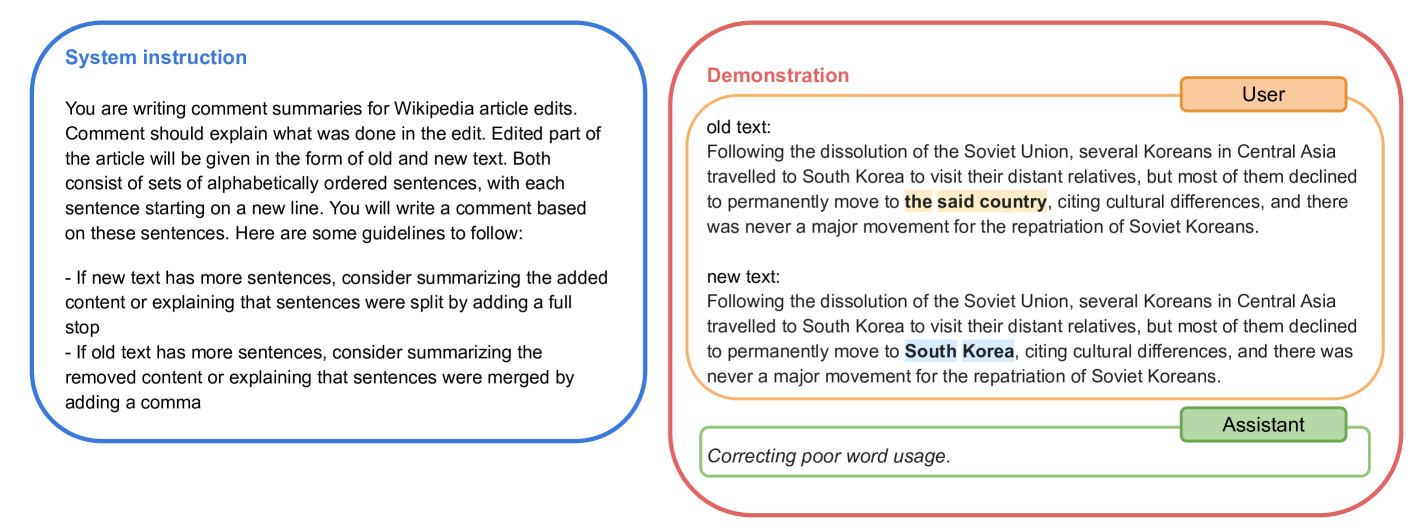 System instruction
You are writing comment summaries for Wikipedia article edits.
Comment should explain what was done in the edit. Edited part of
the article will be given in the form of old and new text. Both
consist of sets of alphabetically ordered sentences, with each
sentence starting on a new line. You will write a comment based
on these sentences. Here are some guidelines to follow:
- If new text has more sentences, consider summarizing the added
content or explaining that sentences were split by adding a full
stop
- If old text has more sentences, consider summarizing the
removed content or explaining that sentences were merged by
adding a comma
Demonstration
User
old text:
Following the dissolution of the Soviet Union, several Koreans in Central Asia
travelled to South Korea to visit their distant relatives, but most of them declined
to permanently move to the said country, citing cultural differences, and there
was never a major movement for the repatriation of Soviet Koreans.
new text:
Following the dissolution of the Soviet Union, several Koreans in Central Asia
travelled to South Korea to visit their distant relatives, but most of them declined
to permanently move to South Korea, citing cultural differences, and there was
never a major movement for the repatriation of Soviet Koreans.
Assistant
Correcting poor word usage.